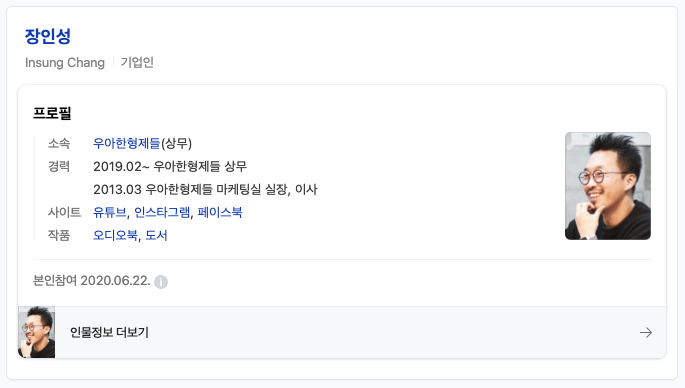 장인성
Insung Chang 기업인
프로필
소속 우아한형제들(상무)
경력 2019.02~ 우아한형제들 상무
2013.03 우아한형제들 마케팅실 실장, 이사
사이트 유튜브, 인스타그램, 페이스북
작품 오디오북, 도서
본인참여 2020.06.22. i
인물정보 더보기